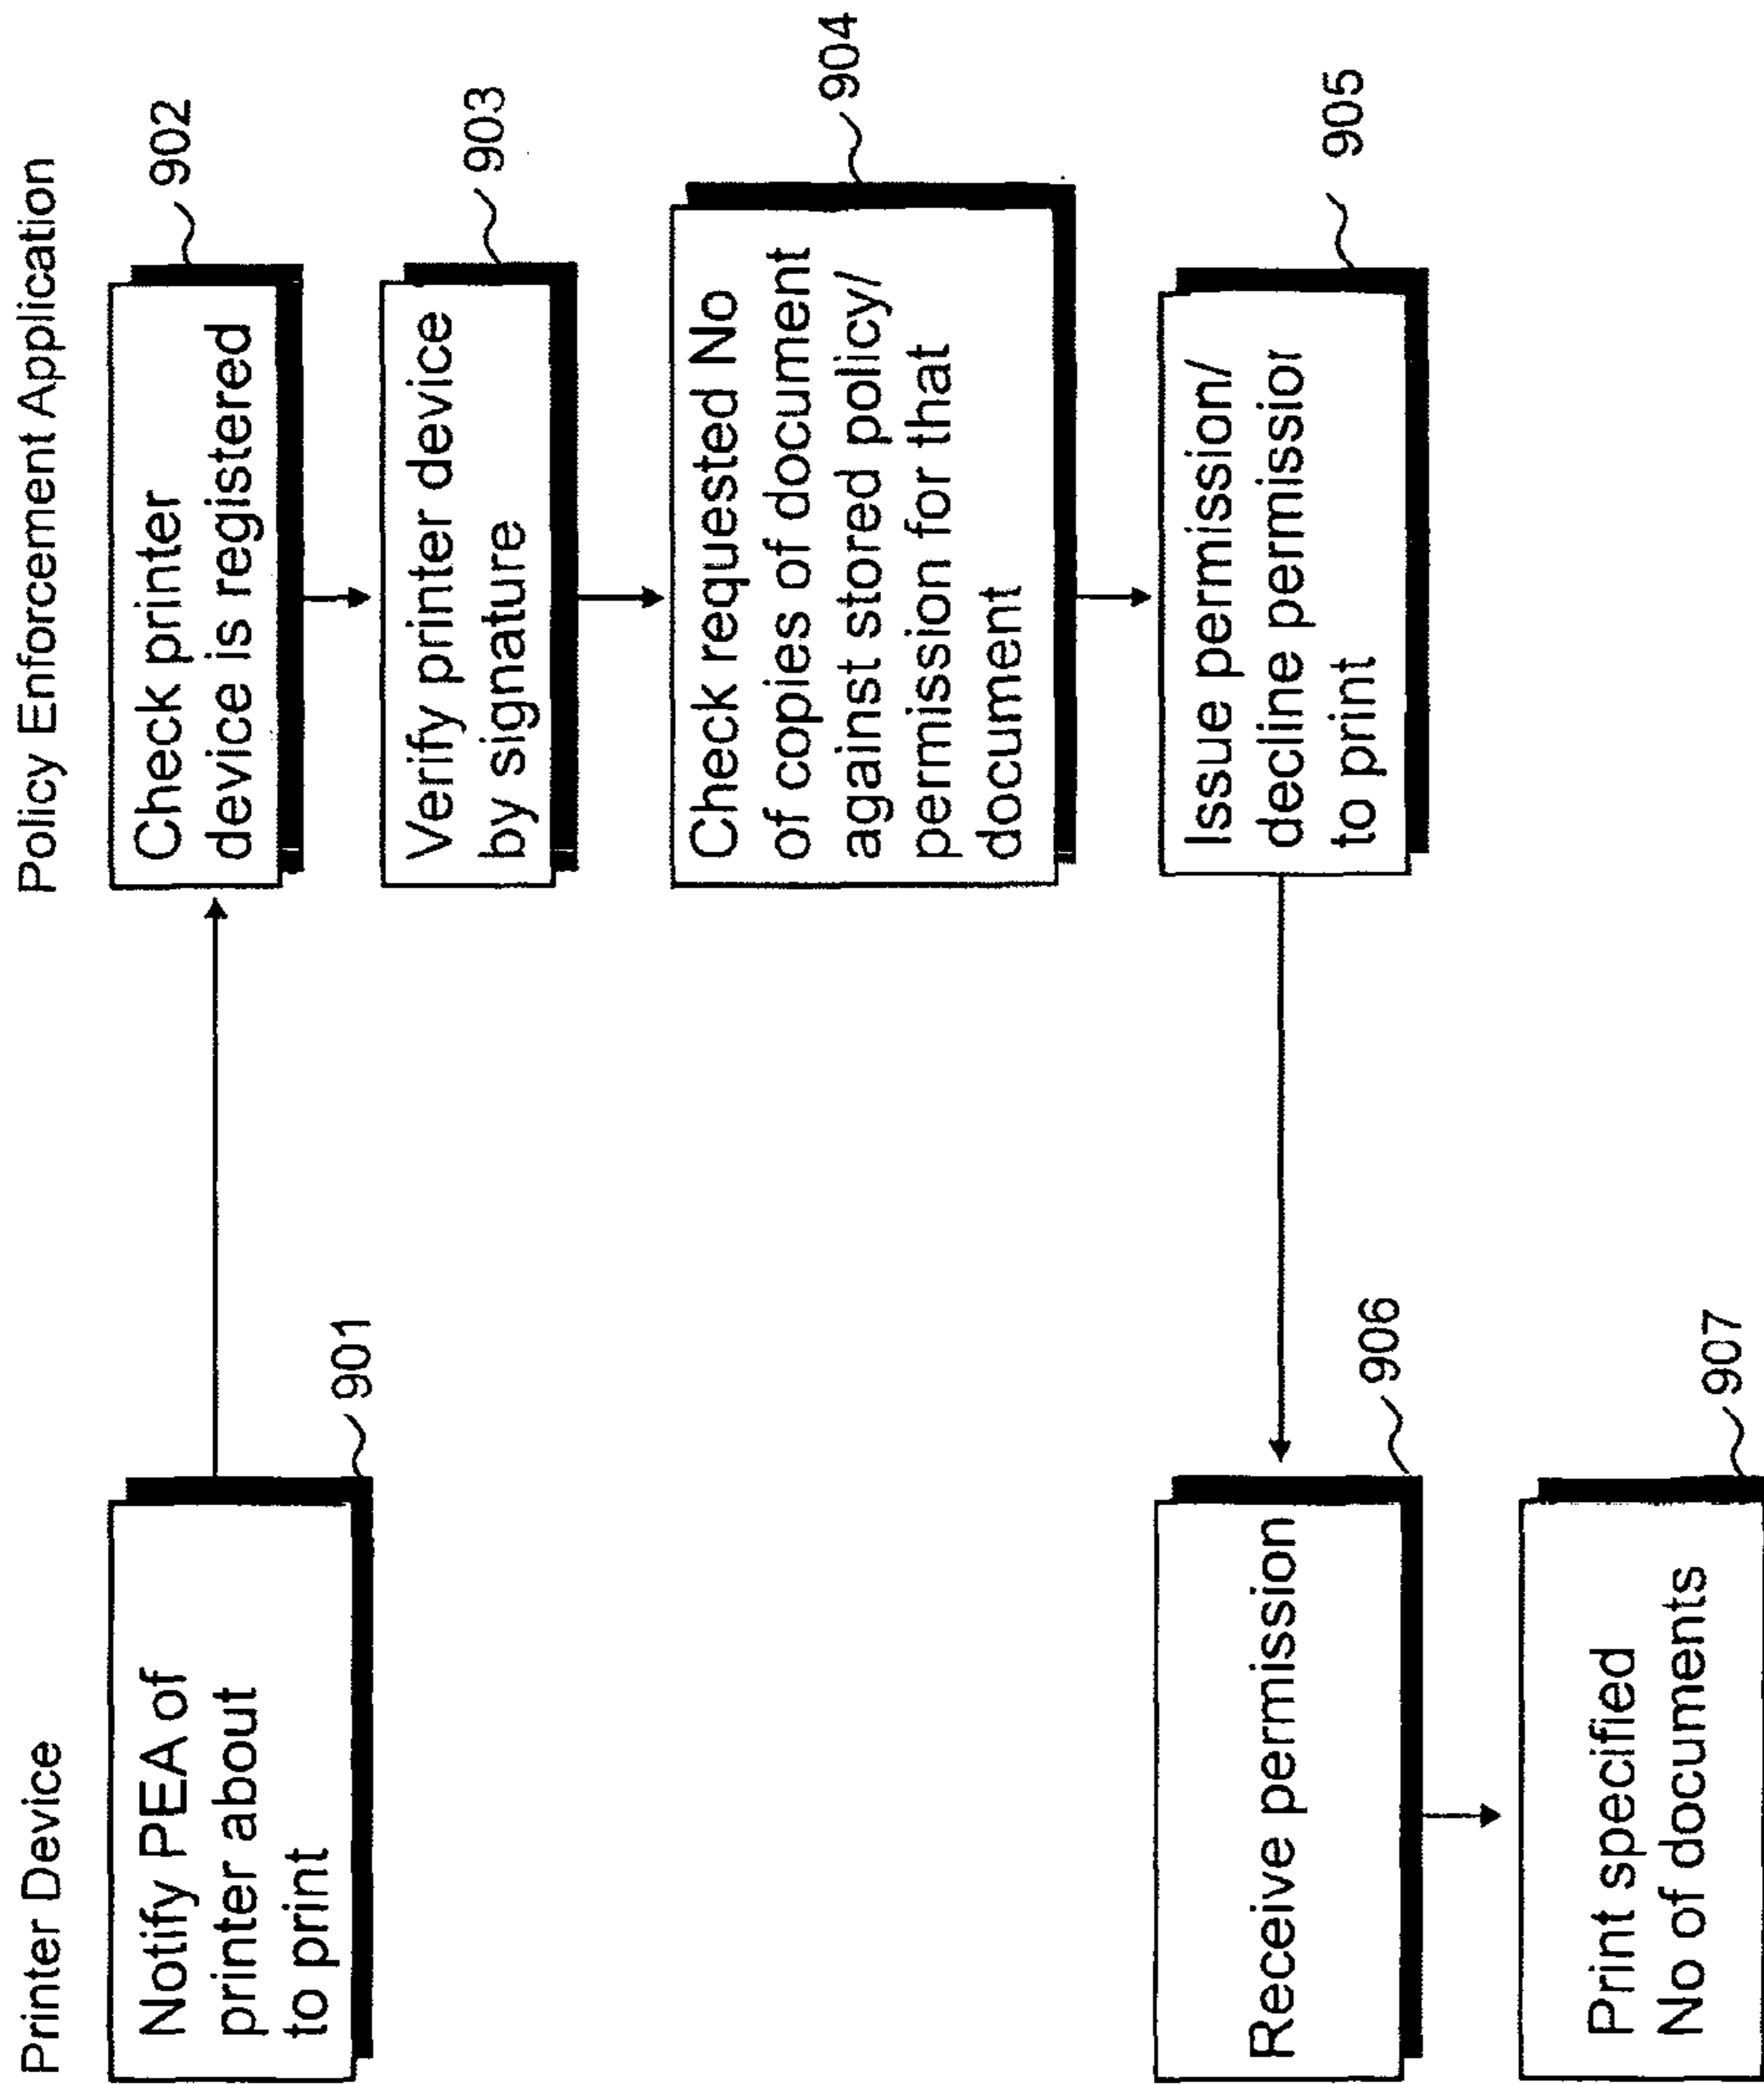 Printer Device
Policy Enforcement Application
Notify PEA of
printer about
to print
901
Check printer
device is registered
902
Verify printer device
by signature
903
Check requested No
of copies of document
against stored policy/
permission for that
document
904
Issue permission/
decline permission
to print
905
Receive permission
906
Print specified
No of documents
907